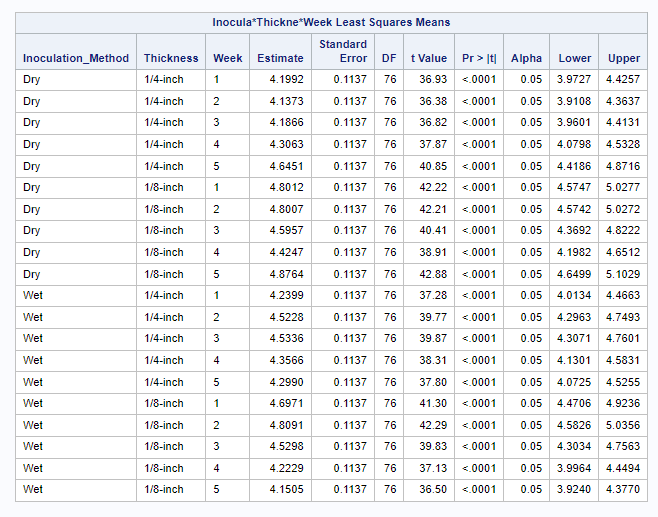 Inocula*Thickne*Week Least Squares Means
Inoculation_Method Thickness Week Estimate Standard Error DF t Value Pr > |t| Alpha Lower Upper
Dry 1/4-inch 1 4.1992 0.1137 76 36.93 <.0001 0.05 3.9727 4.4257
Dry 1/4-inch 2 4.1373 0.1137 76 36.38 <.0001 0.05 3.9108 4.3637
Dry 1/4-inch 3 4.1866 0.1137 76 36.82 <.0001 0.05 3.9601 4.4131
Dry 1/4-inch 4 4.3063 0.1137 76 37.87 <.0001 0.05 4.0798 4.5328
Dry 1/4-inch 5 4.6451 0.1137 76 40.85 <.0001 0.05 4.4186 4.8716
Dry 1/8-inch 1 4.8012 0.1137 76 42.22 <.0001 0.05 4.5747 5.0277
Dry 1/8-inch 2 4.8007 0.1137 76 42.21 <.0001 0.05 4.5742 5.0272
Dry 1/8-inch 3 4.5957 0.1137 76 40.41 <.0001 0.05 4.3692 4.8222
Dry 1/8-inch 4 4.4247 0.1137 76 38.91 <.0001 0.05 4.1982 4.6512
Dry 1/8-inch 5 4.8764 0.1137 76 42.88 <.0001 0.05 4.6499 5.1029
Wet 1/4-inch 1 4.2399 0.1137 76 37.28 <.0001 0.05 4.0134 4.4663
Wet 1/4-inch 2 4.5228 0.1137 76 39.77 <.0001 0.05 4.2963 4.7493
Wet 1/4-inch 3 4.5336 0.1137 76 39.87 <.0001 0.05 4.3071 4.7601
Wet 1/4-inch 4 4.3566 0.1137 76 38.31 <.0001 0.05 4.1301 4.5831
Wet 1/4-inch 5 4.2990 0.1137 76 37.80 <.0001 0.05 4.0725 4.5255
Wet 1/8-inch 1 4.6971 0.1137 76 41.30 <.0001 0.05 4.4706 4.9236
Wet 1/8-inch 2 4.8091 0.1137 76 42.29 <.0001 0.05 4.5826 5.0356
Wet 1/8-inch 3 4.5298 0.1137 76 39.83 <.0001 0.05 4.3034 4.7563
Wet 1/8-inch 4 4.2229 0.1137 76 37.13 <.0001 0.05 3.9964 4.4494
Wet 1/8-inch 5 4.1505 0.1137 76 36.50 <.0001 0.05 3.9240 4.3770